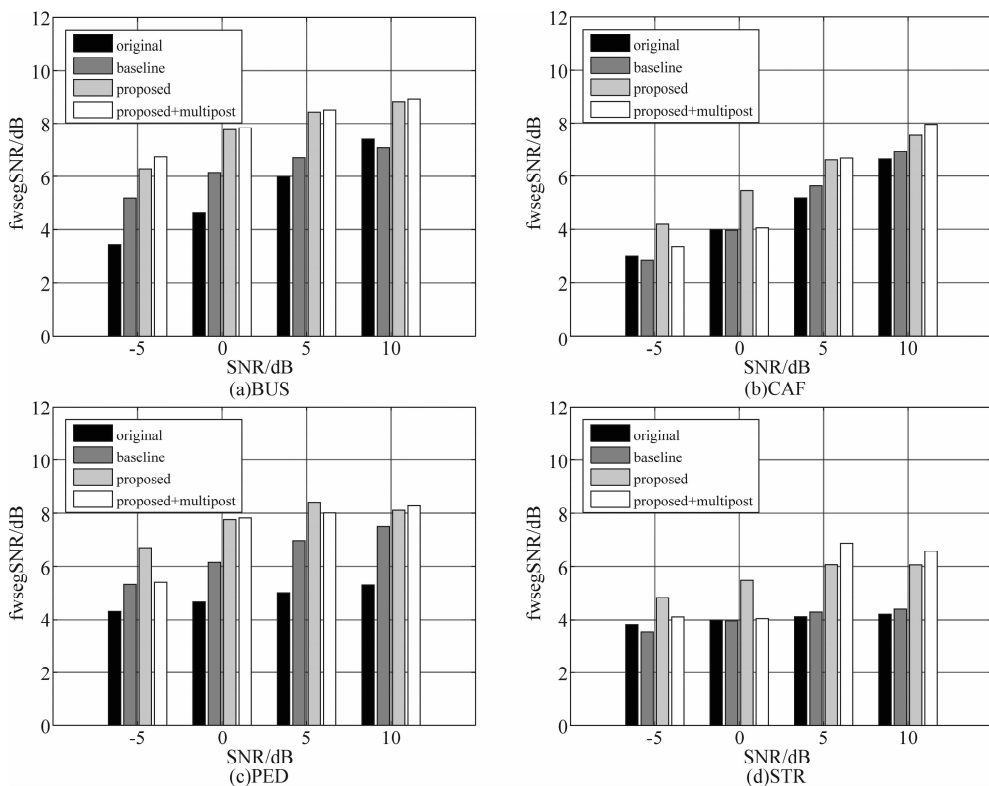 12
10
8
6
4
2
0
fwsegSNR/dB
original
baseline
proposed
proposed+multipost
-5
0
5
10
SNR/dB
(a)BUS
12
10
8
6
4
2
0
fwsegSNR/dB
original
baseline
proposed
proposed+multipost
-5
0
5
10
SNR/dB
(b)CAF
12
10
8
6
4
2
0
fwsegSNR/dB
original
baseline
proposed
proposed+multipost
-5
0
5
10
SNR/dB
(c)PED
12
10
8
6
4
2
0
fwsegSNR/dB
original
baseline
proposed
proposed+multipost
-5
0
5
10
SNR/dB
(d)STR